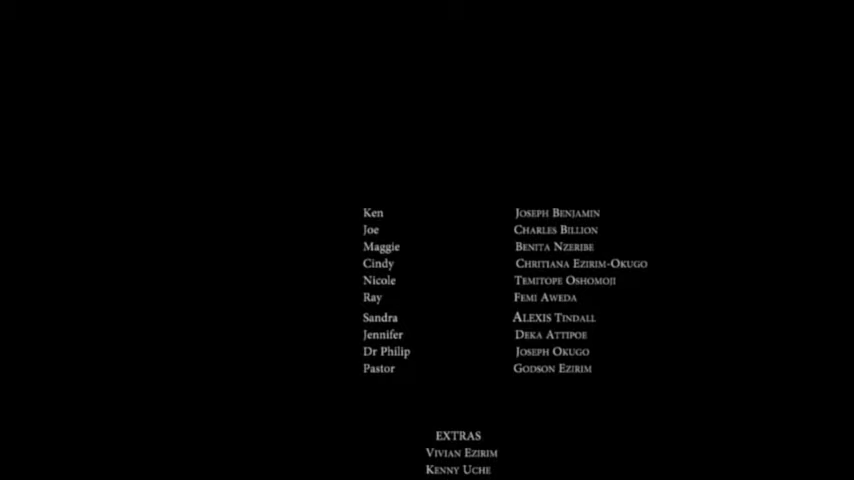 Ken JOSEPH BENJAMIN
Joe CHARLES BILLION
Maggie BENITA NZERIBE
Cindy CHRITIANA EZIRIM-OKUGO
Nicole TEMITOPE OSHOMOJI
Ray FEMI AWEDA
Sandra ALEXIS TINDALL
Jennifer DEKA ATTIPOE
Dr Philip JOSEPH OKUGO
Pastor GODSON EZIRIM
EXTRAS
VIVIAN EZIRIM
KENNY UCHE